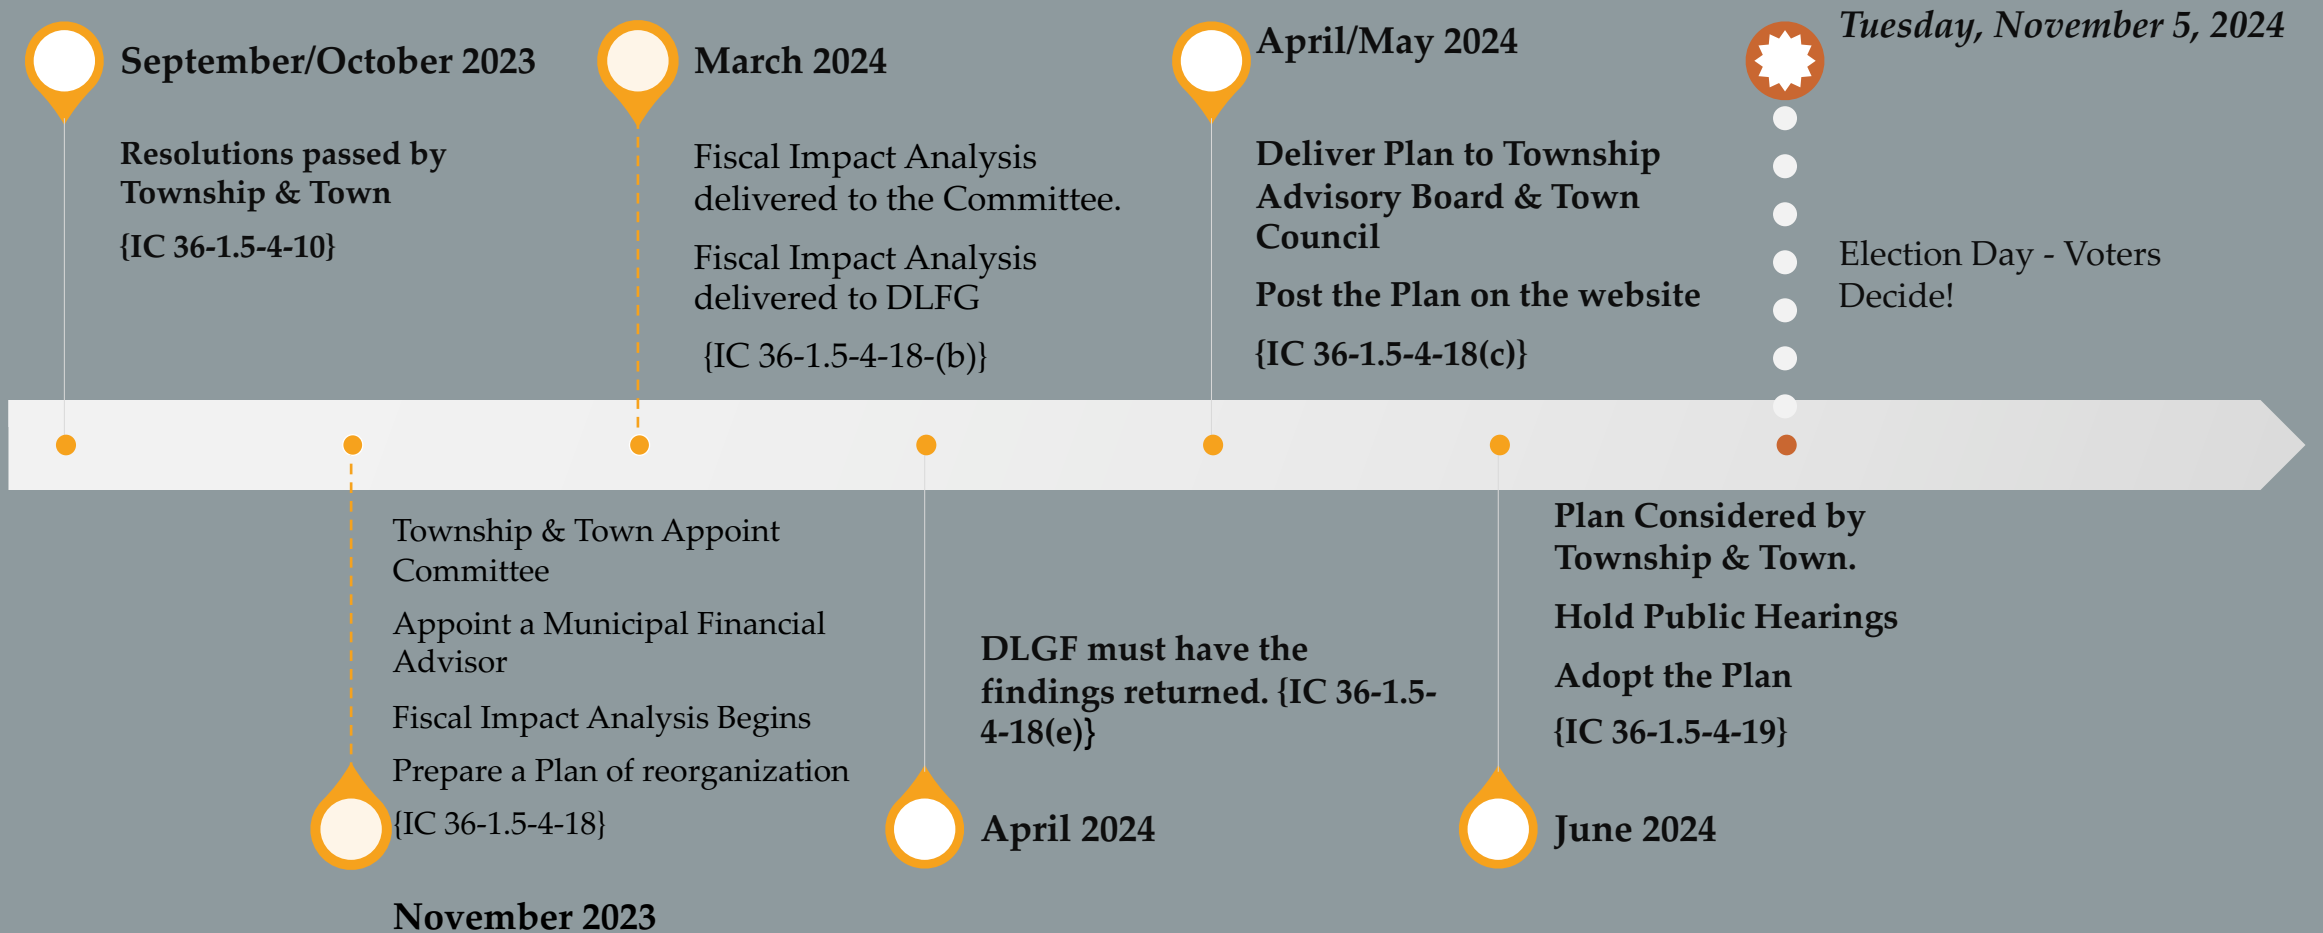 September/October 2023
Resolutions passed by
Township & Town
{IC 36-1.5-4-10}
March 2024
Fiscal Impact Analysis
delivered to the Committee.
Fiscal Impact Analysis
delivered to DLFG
{IC 36-1.5-4-18-(b)}
April/May 2024
Deliver Plan to Township
Advisory Board & Town
Council
Post the Plan on the website
{IC 36-1.5-4-18(c)}
Tuesday, November 5, 2024
Election Day - Voters
Decide!
Township & Town Appoint
Committee
Appoint a Municipal Financial
Advisor
Fiscal Impact Analysis Begins
Prepare a Plan of reorganization
{IC 36-1.5-4-18}
November 2023
DLGF must have the
findings returned. {IC 36-1.5-
4-18(e)}
April 2024
Plan Considered by
Township & Town.
Hold Public Hearings
Adopt the Plan
{IC 36-1.5-4-19}
June 2024